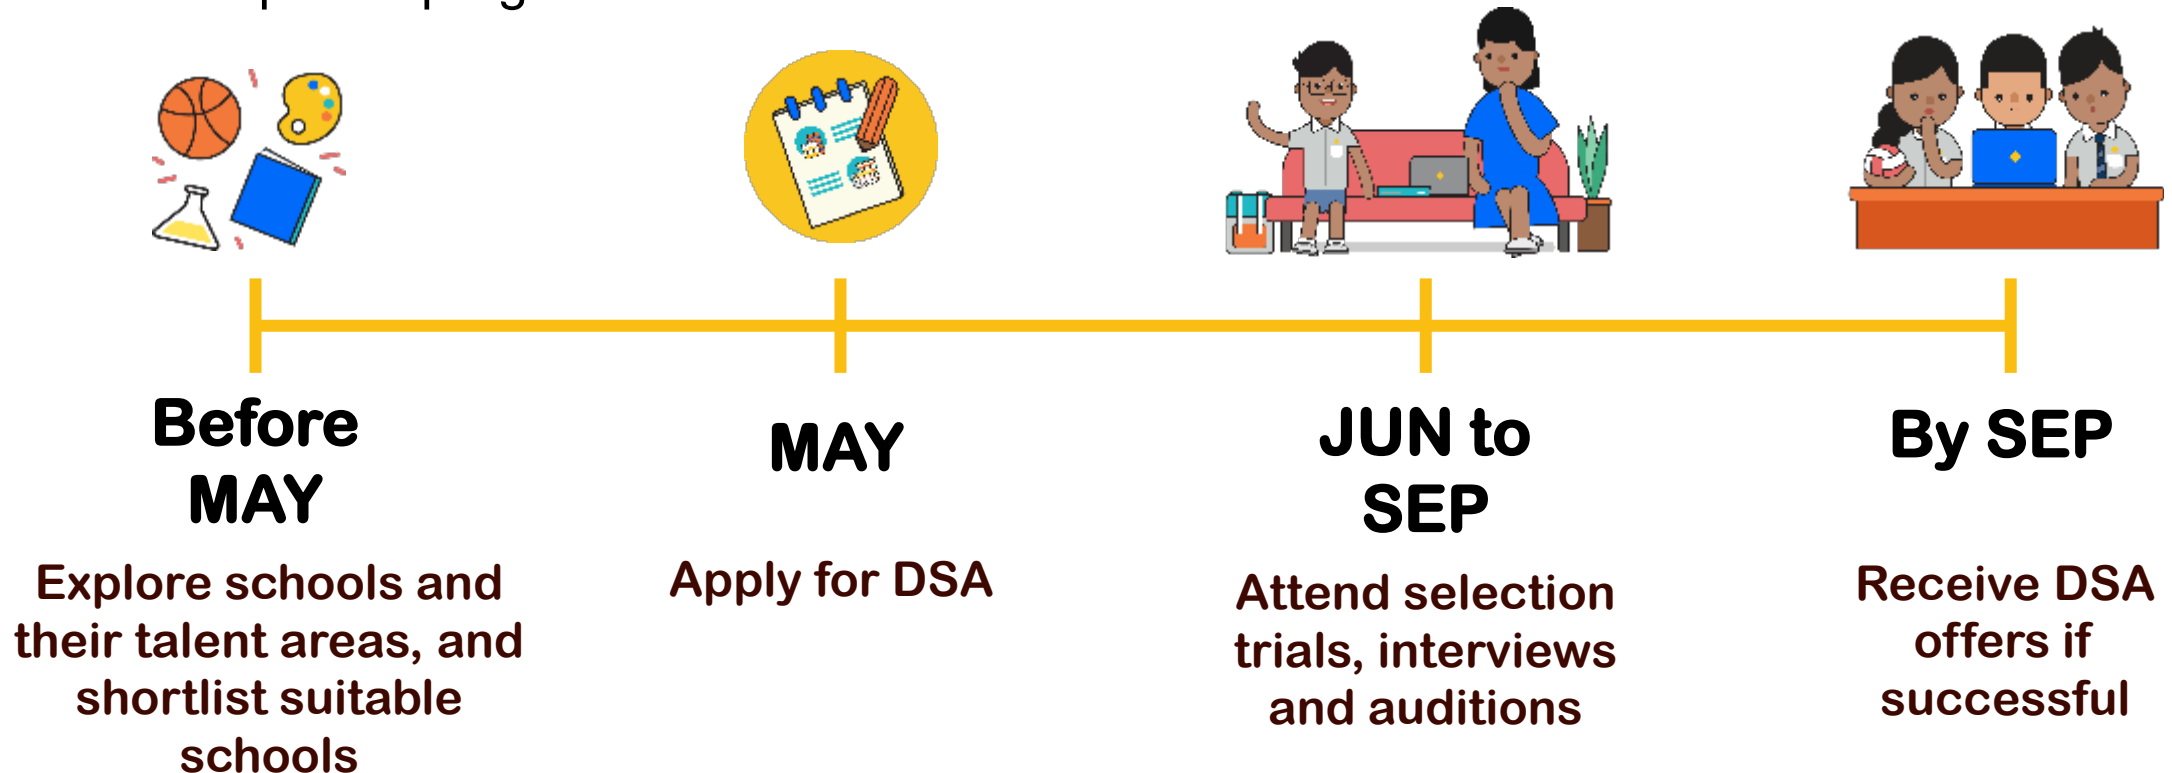 Before
MAY
Explore schools and
their talent areas, and
shortlist suitable
schools
MAY
Apply for DSA
JUN to
SEP
Attend selection
trials, interviews
and auditions
By SEP
Receive DSA
offers if
successful